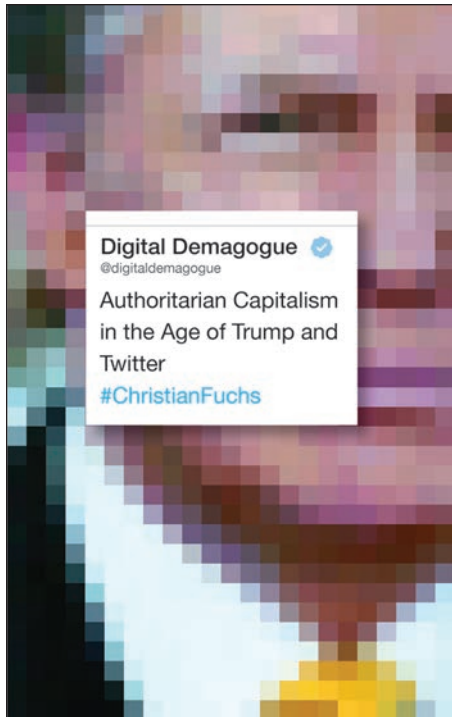 Digital Demagogue
@digitaldemagogue
Authoritarian Capitalism
in the Age of Trump and
Twitter
#ChristianFuchs